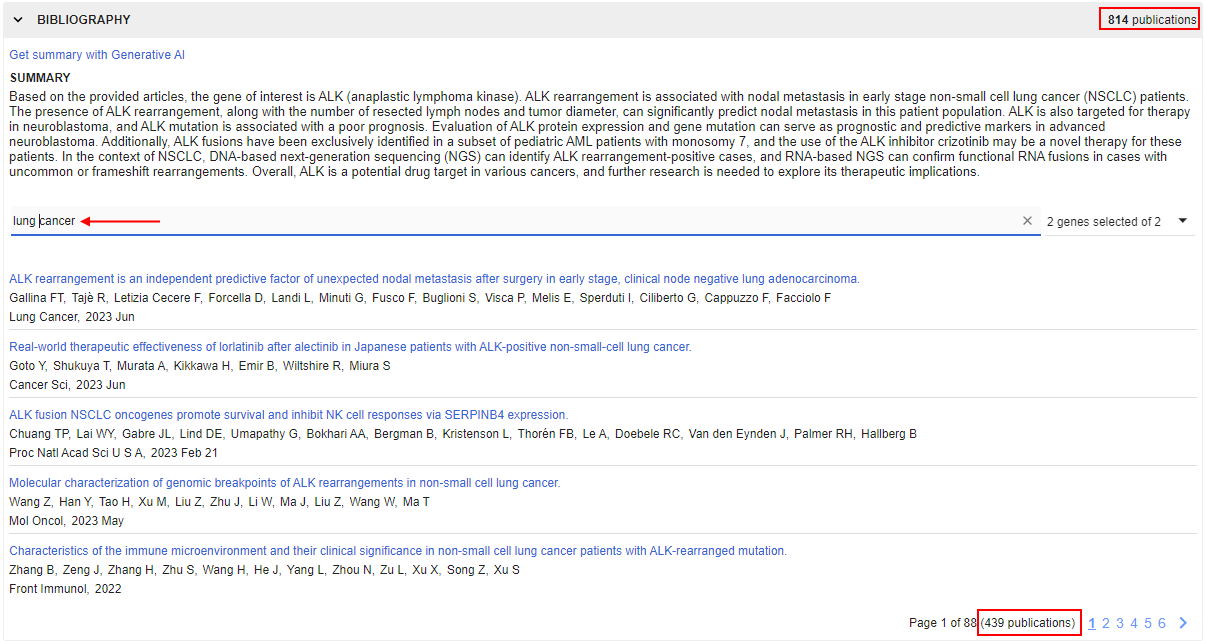 BIBLIOGRAPHY
814 publications
Get summary with Generative AI
SUMMARY
Based on the provided articles, the gene of interest is ALK (anaplastic lymphoma kinase). ALK rearrangement is associated with nodal metastasis in early stage non-small cell lung cancer (NSCLC) patients.
The presence of ALK rearrangement, along with the number of resected lymph nodes and tumor diameter, can significantly predict nodal metastasis in this patient population. ALK is also targeted for therapy
in neuroblastoma, and ALK mutation is associated with a poor prognosis. Evaluation of ALK protein expression and gene mutation can serve as prognostic and predictive markers in advanced
neuroblastoma. Additionally, ALK fusions have been exclusively identified in a subset of pediatric AML patients with monosomy 7, and the use of the ALK inhibitor crizotinib may be a novel therapy for these
patients. In the context of NSCLC, DNA-based next-generation sequencing (NGS) can identify ALK rearrangement-positive cases, and RNA-based NGS can confirm functional RNA fusions in cases with
uncommon or frameshift rearrangements. Overall, ALK is a potential drug target in various cancers, and further research is needed to explore its therapeutic implications.
lung cancer
2 genes selected of 2
ALK rearrangement is an independent predictive factor of unexpected nodal metastasis after surgery in early stage, clinical node negative lung adenocarcinoma.
Gallina FT, Tajè R, Letizia Cecere F, Forcella D, Landi L, Minuti G, Fusco F, Buglioni S, Visca P, Melis E, Sperduti I, Ciliberto G, Cappuzzo F, Facciolo F
Lung Cancer, 2023 Jun
Real-world therapeutic effectiveness of lorlatinib after alectinib in Japanese patients with ALK-positive non-small-cell lung cancer.
Goto Y, Shukuya T, Murata A, Kikkawa H, Emir B, Wiltshire R, Miura S
Cancer Sci, 2023 Jun
ALK fusion NSCLC oncogenes promote survival and inhibit NK cell responses via SERPINB4 expression.
Chuang TP, Lai WY, Gabre JL, Lind DE, Umapathy G, Bokhari AA, Bergman B, Kristenson L, Thorén FB, Le A, Doebele RC, Van den Eynden J, Palmer RH, Hallberg B
Proc Natl Acad Sci U S A, 2023 Feb 21
Molecular characterization of genomic breakpoints of ALK rearrangements in non-small cell lung cancer.
Wang Z, Han Y, Tao H, Xu M, Liu Z, Zhu J, Li W, Ma J, Liu Z, Wang W, Ma T
Mol Oncol, 2023 May
Characteristics of the immune microenvironment and their clinical significance in non-small cell lung cancer patients with ALK-rearranged mutation.
Zhang B, Zeng J, Zhang H, Zhu S, Wang H, He J, Yang L, Zhou N, Zu L, Xu X, Song Z, Xu S
Front Immunol, 2022
Page 1 of 88 (439 publications) 1 2 3 4 5 6